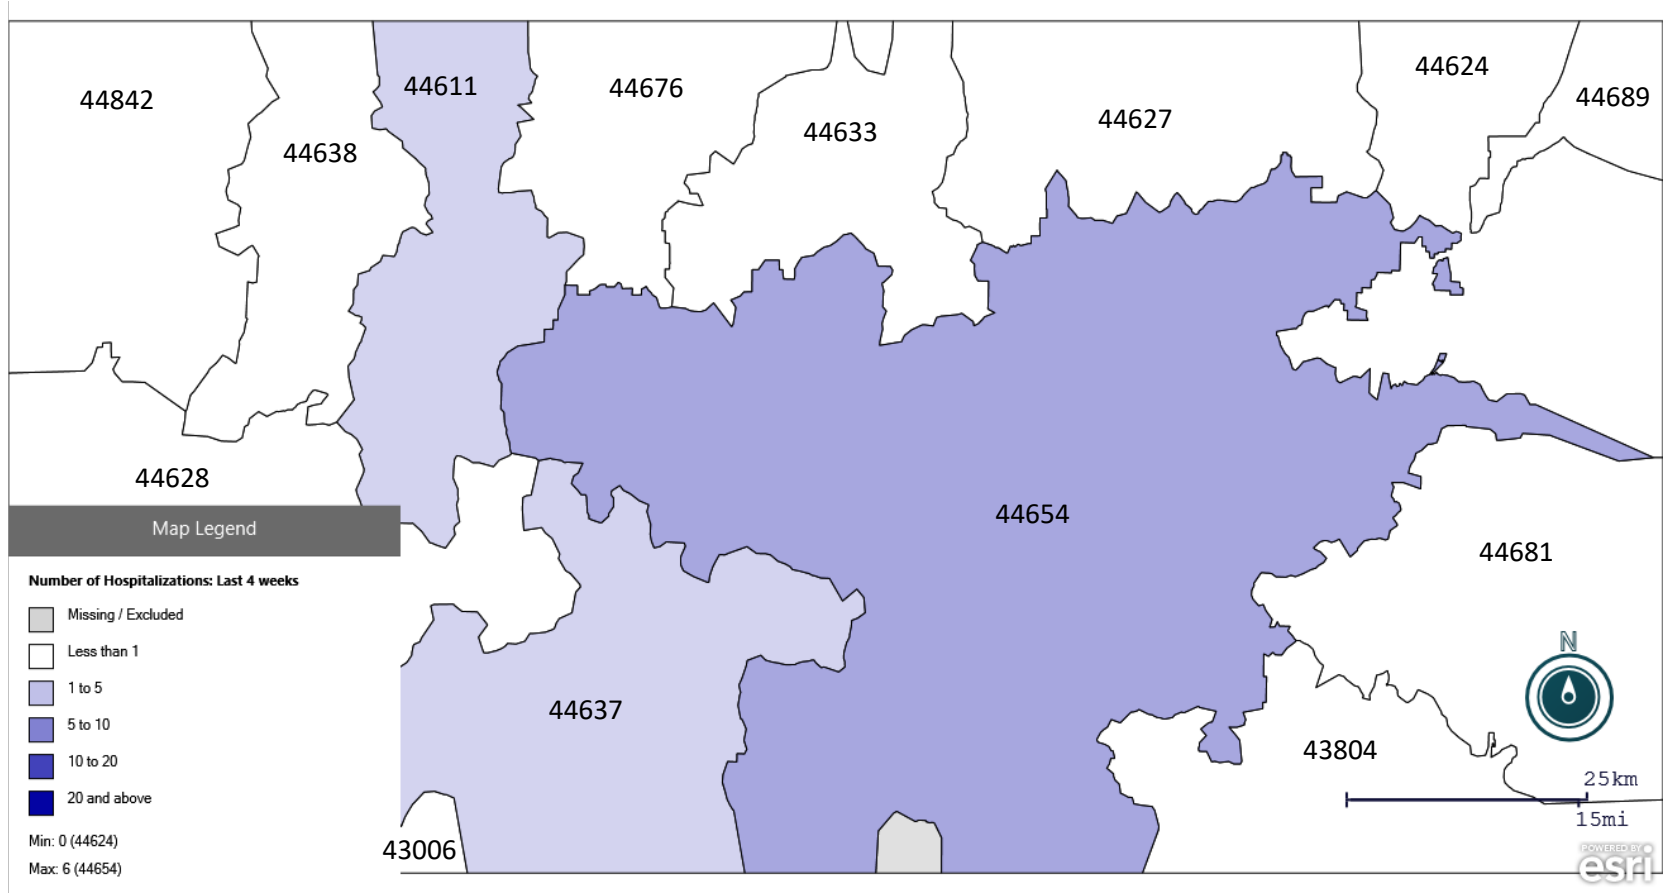 44624
44611
44676
44842
44689
44627
44633
44638
44628
44654
Map Legend
44681
Number of Hospitalizations: Last 4 weeks
Missing / Excluded
N
Less than 1
1 to 5
44637
5 to 10
43804
10 to 20
25km
20 and above
15mi
Min: 0 (44624)
43006
POWERED BY
esri
Max: 6 (44654)